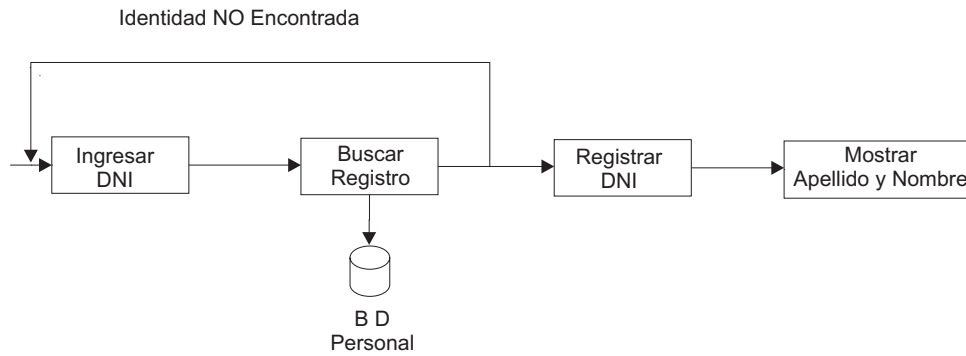 Identidad NO Encontrada
Ingresar
DNI
Buscar
Registro
Registrar
DNI
Mostrar
Apellido y Nombre
B D
Personal